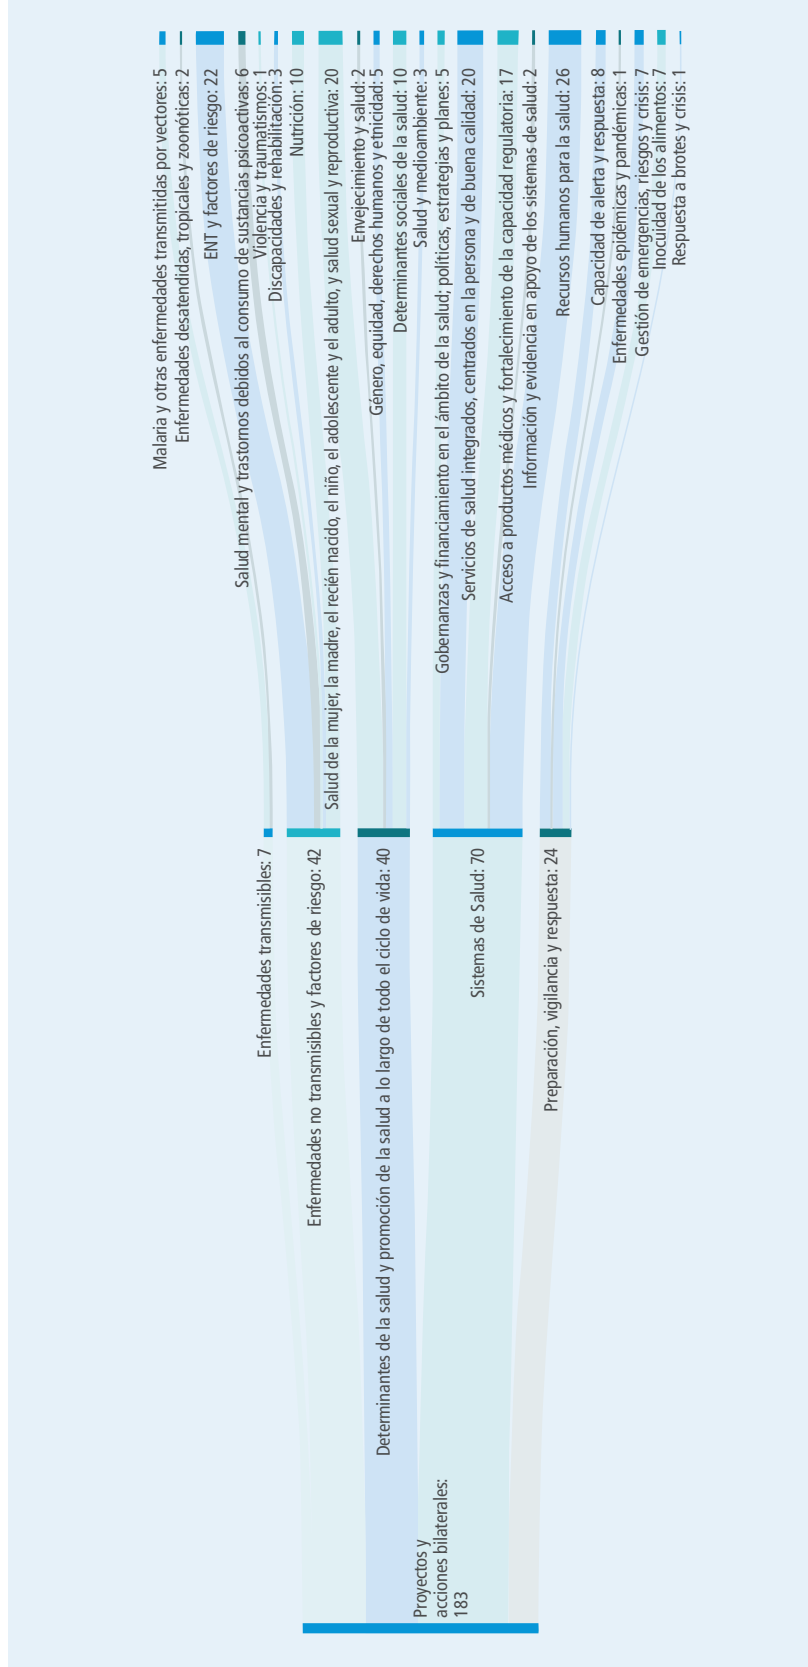 Proyectos y
acciones bilaterales:
183
Enfermedades transmisibles: 7
Enfermedades no transmisibles y factores de riesgo: 42
Determinantes de la salud y promoción de la salud a lo largo de todo el ciclo de vida: 40
Sistemas de Salud: 70
Preparación, vigilancia y respuesta: 24
Malaria y otras enfermedades transmitidas por vectores: 5
Enfermedades desatendidas, tropicales y zoonóticas: 2
ENT y factores de riesgo: 22
Salud mental y trastornos debidos al consumo de sustancias psicoactivas: 6
Violencia y traumatismos: 1
Discapacidades y rehabilitación: 3
Nutrición: 10
Salud de la mujer, la madre, el recién nacido, el niño, el adolescente y el adulto, y salud sexual y reproductiva: 20
Envejecimiento y salud: 2
Género, equidad, derechos humanos y etnicidad: 5
Determinantes sociales de la salud: 10
Salud y medioambiente: 3
Gobernanzas y financiamiento en el ámbito de la salud; políticas, estrategias y planes: 5
Servicios de salud integrados, centrados en la persona y de buena calidad: 20
Acceso a productos médicos y fortalecimiento de la capacidad regulatoria: 17
Información y evidencia en apoyo de los sistemas de salud: 2
Recursos humanos para la salud: 26
Capacidad de alerta y respuesta: 8
Enfermedades epidémicas y pandémicas: 1
Gestión de emergencias, riesgos y crisis: 7
Inocuidad de los alimentos: 7
Respuesta a brotes y crisis: 1